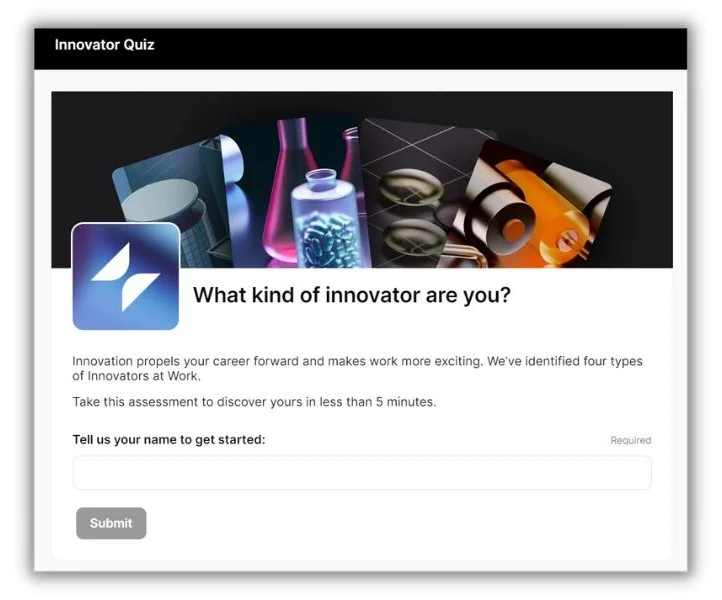 Innovator Quiz
What kind of innovator are you?
Innovation propels your career forward and makes work more exciting. We've identified four types
of Innovators at Work.
Take this assessment to discover yours in less than 5 minutes.
Tell us your name to get started:
Required
Submit